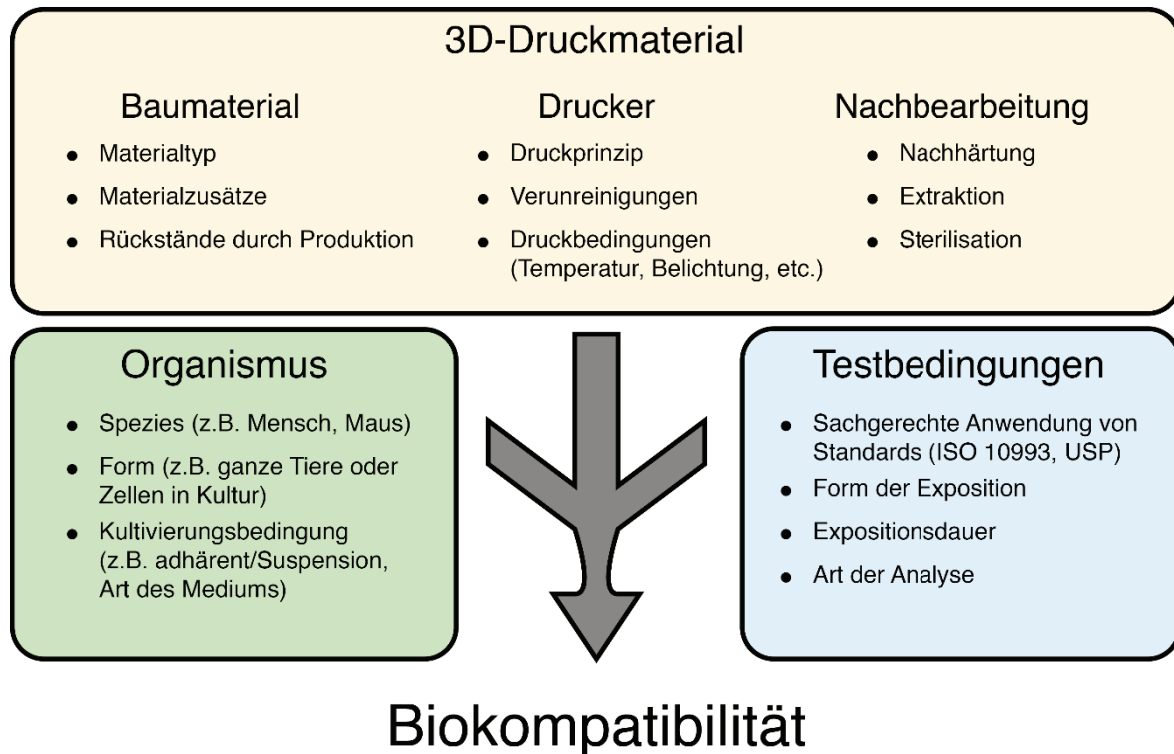 3D-Druckmaterial
Baumaterial
● Materialtyp
● Materialzusätze
● Rückstände durch Produktion
Drucker
● Druckprinzip
● Verunreinigungen
● Druckbedingungen
(Temperatur, Belichtung, etc.)
Nachbearbeitung
● Nachhärtung
● Extraktion
● Sterilisation
Organismus
● Spezies (z.B. Mensch, Maus)
● Form (z.B. ganze Tiere oder
Zellen in Kultur)
● Kultivierungsbedingung
(z.B. adhärent/Suspension,
Art des Mediums)
Testbedingungen
● Sachgerechte Anwendung von
Standards (ISO 10993, USP)
● Form der Exposition
● Expositionsdauer
● Art der Analyse
Biokompatibilität